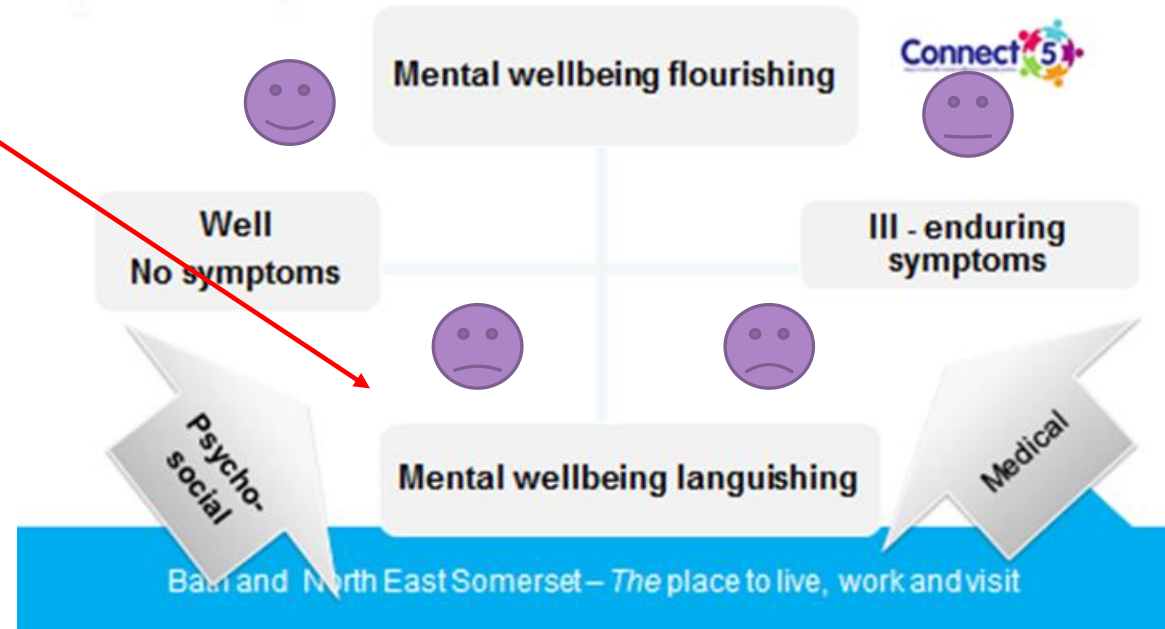 Connect 5
Mental wellbeing flourishing
Well
No symptoms
Ill - enduring
symptoms
Psycho-
social
Medical
Mental wellbeing languishing
Bath and North East Somerset – The place to live, work and visit